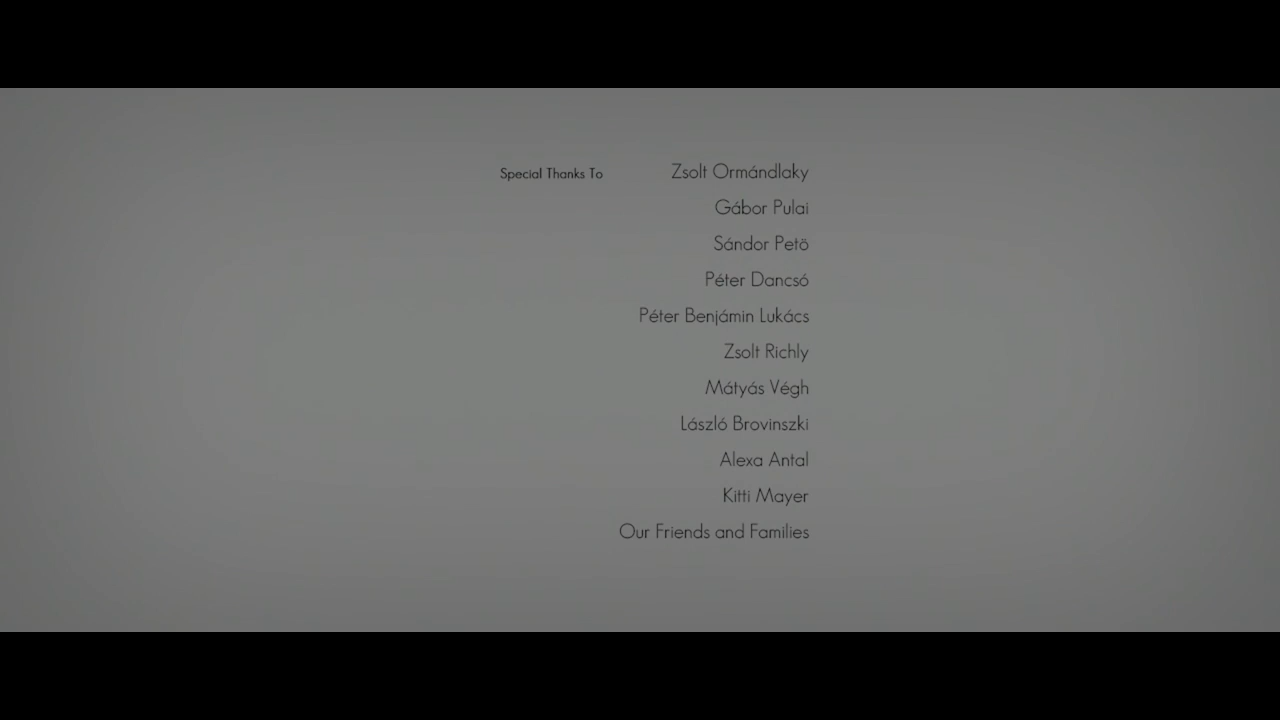 Special Thanks To Zsolt Ormándlaky
Gábor Pulai
Sándor Petö
Péter Dancsó
Péter Benjámin Lukács
Zsolt Richly
Mátyás Végh
László Brovinszki
Alexa Antal
Kitti Mayer
Our Friends and Families